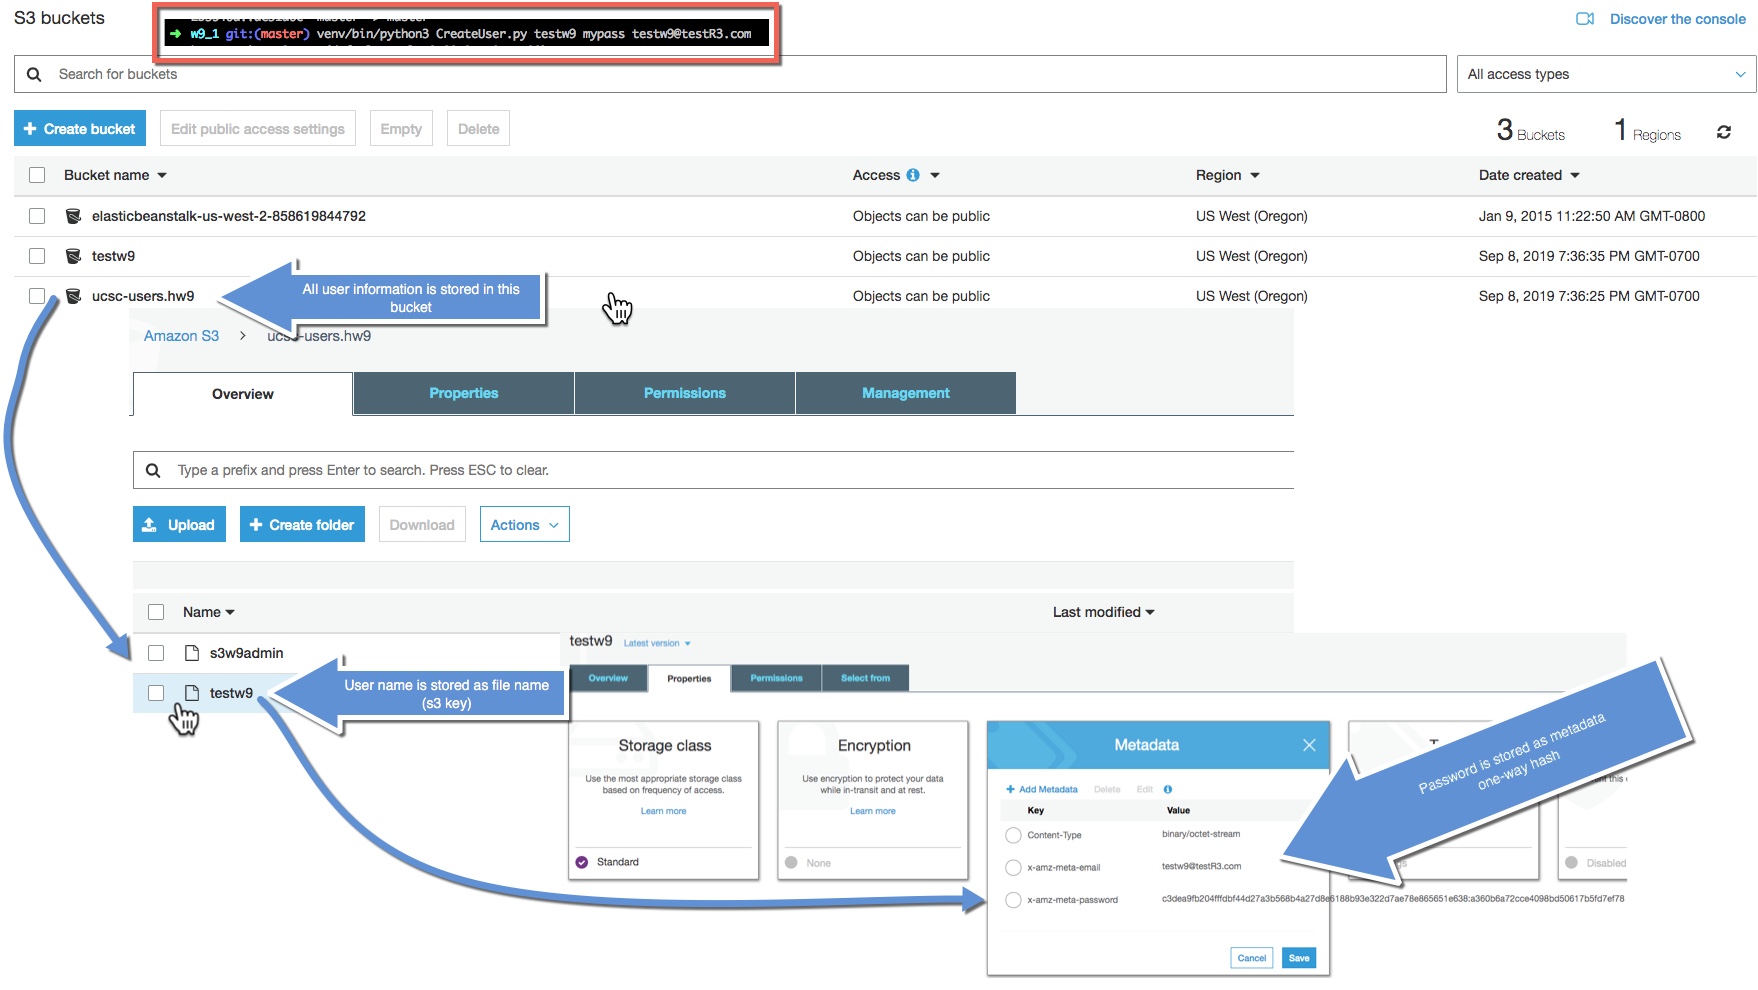 S3 buckets
Discover the console
➜ w9_1 git:(master) venv/bin/python3 CreateUser.py testw9 mypass testw9@testR3.com
Search for buckets
All access types
Create bucket
Edit public access settings
Empty
Delete
3 Buckets
1 Regions
Bucket name
Access
Region
Date created
elasticbeanstalk-us-west-2-858619844792
Objects can be public
US West (Oregon)
Jan 9, 2015 11:22:50 AM GMT-0800
testw9
Objects can be public
US West (Oregon)
Sep 8, 2019 7:36:35 PM GMT-0700
ucsc-users.hw9
All user information is stored in this
bucket
Objects can be public
US West (Oregon)
Sep 8, 2019 7:36:25 PM GMT-0700
Amazon S3
ucsc-users.hw9
Overview
Properties
Permissions
Management
Type a prefix and press Enter to search. Press ESC to clear.
Upload
Create folder
Download
Actions
Name
Last modified
s3w9admin
testw9
User name is stored as file name
(s3 key)
testw9
Latest version
Overview
Properties
Permissions
Select from
Storage class
Use the most appropriate storage class
based on frequency of access.
Learn more
Standard
Encryption
Use encryption to protect your data
while in-transit and at rest.
Learn more
None
Metadata
Add Metadata
Delete
Edit
Key
Value
Content-Type
binary/octet-stream
x-amz-meta-email
testw9@testR3.com
x-amz-meta-password
c3dea9fb204fffdbf44d27a3b568b4a27d8e6188b93e322d7ae78e865651e638:a360b6a72cce4098bd50617b5fd7ef78
Cancel
Save
Password is stored as metadata
one-way hash
Disabled